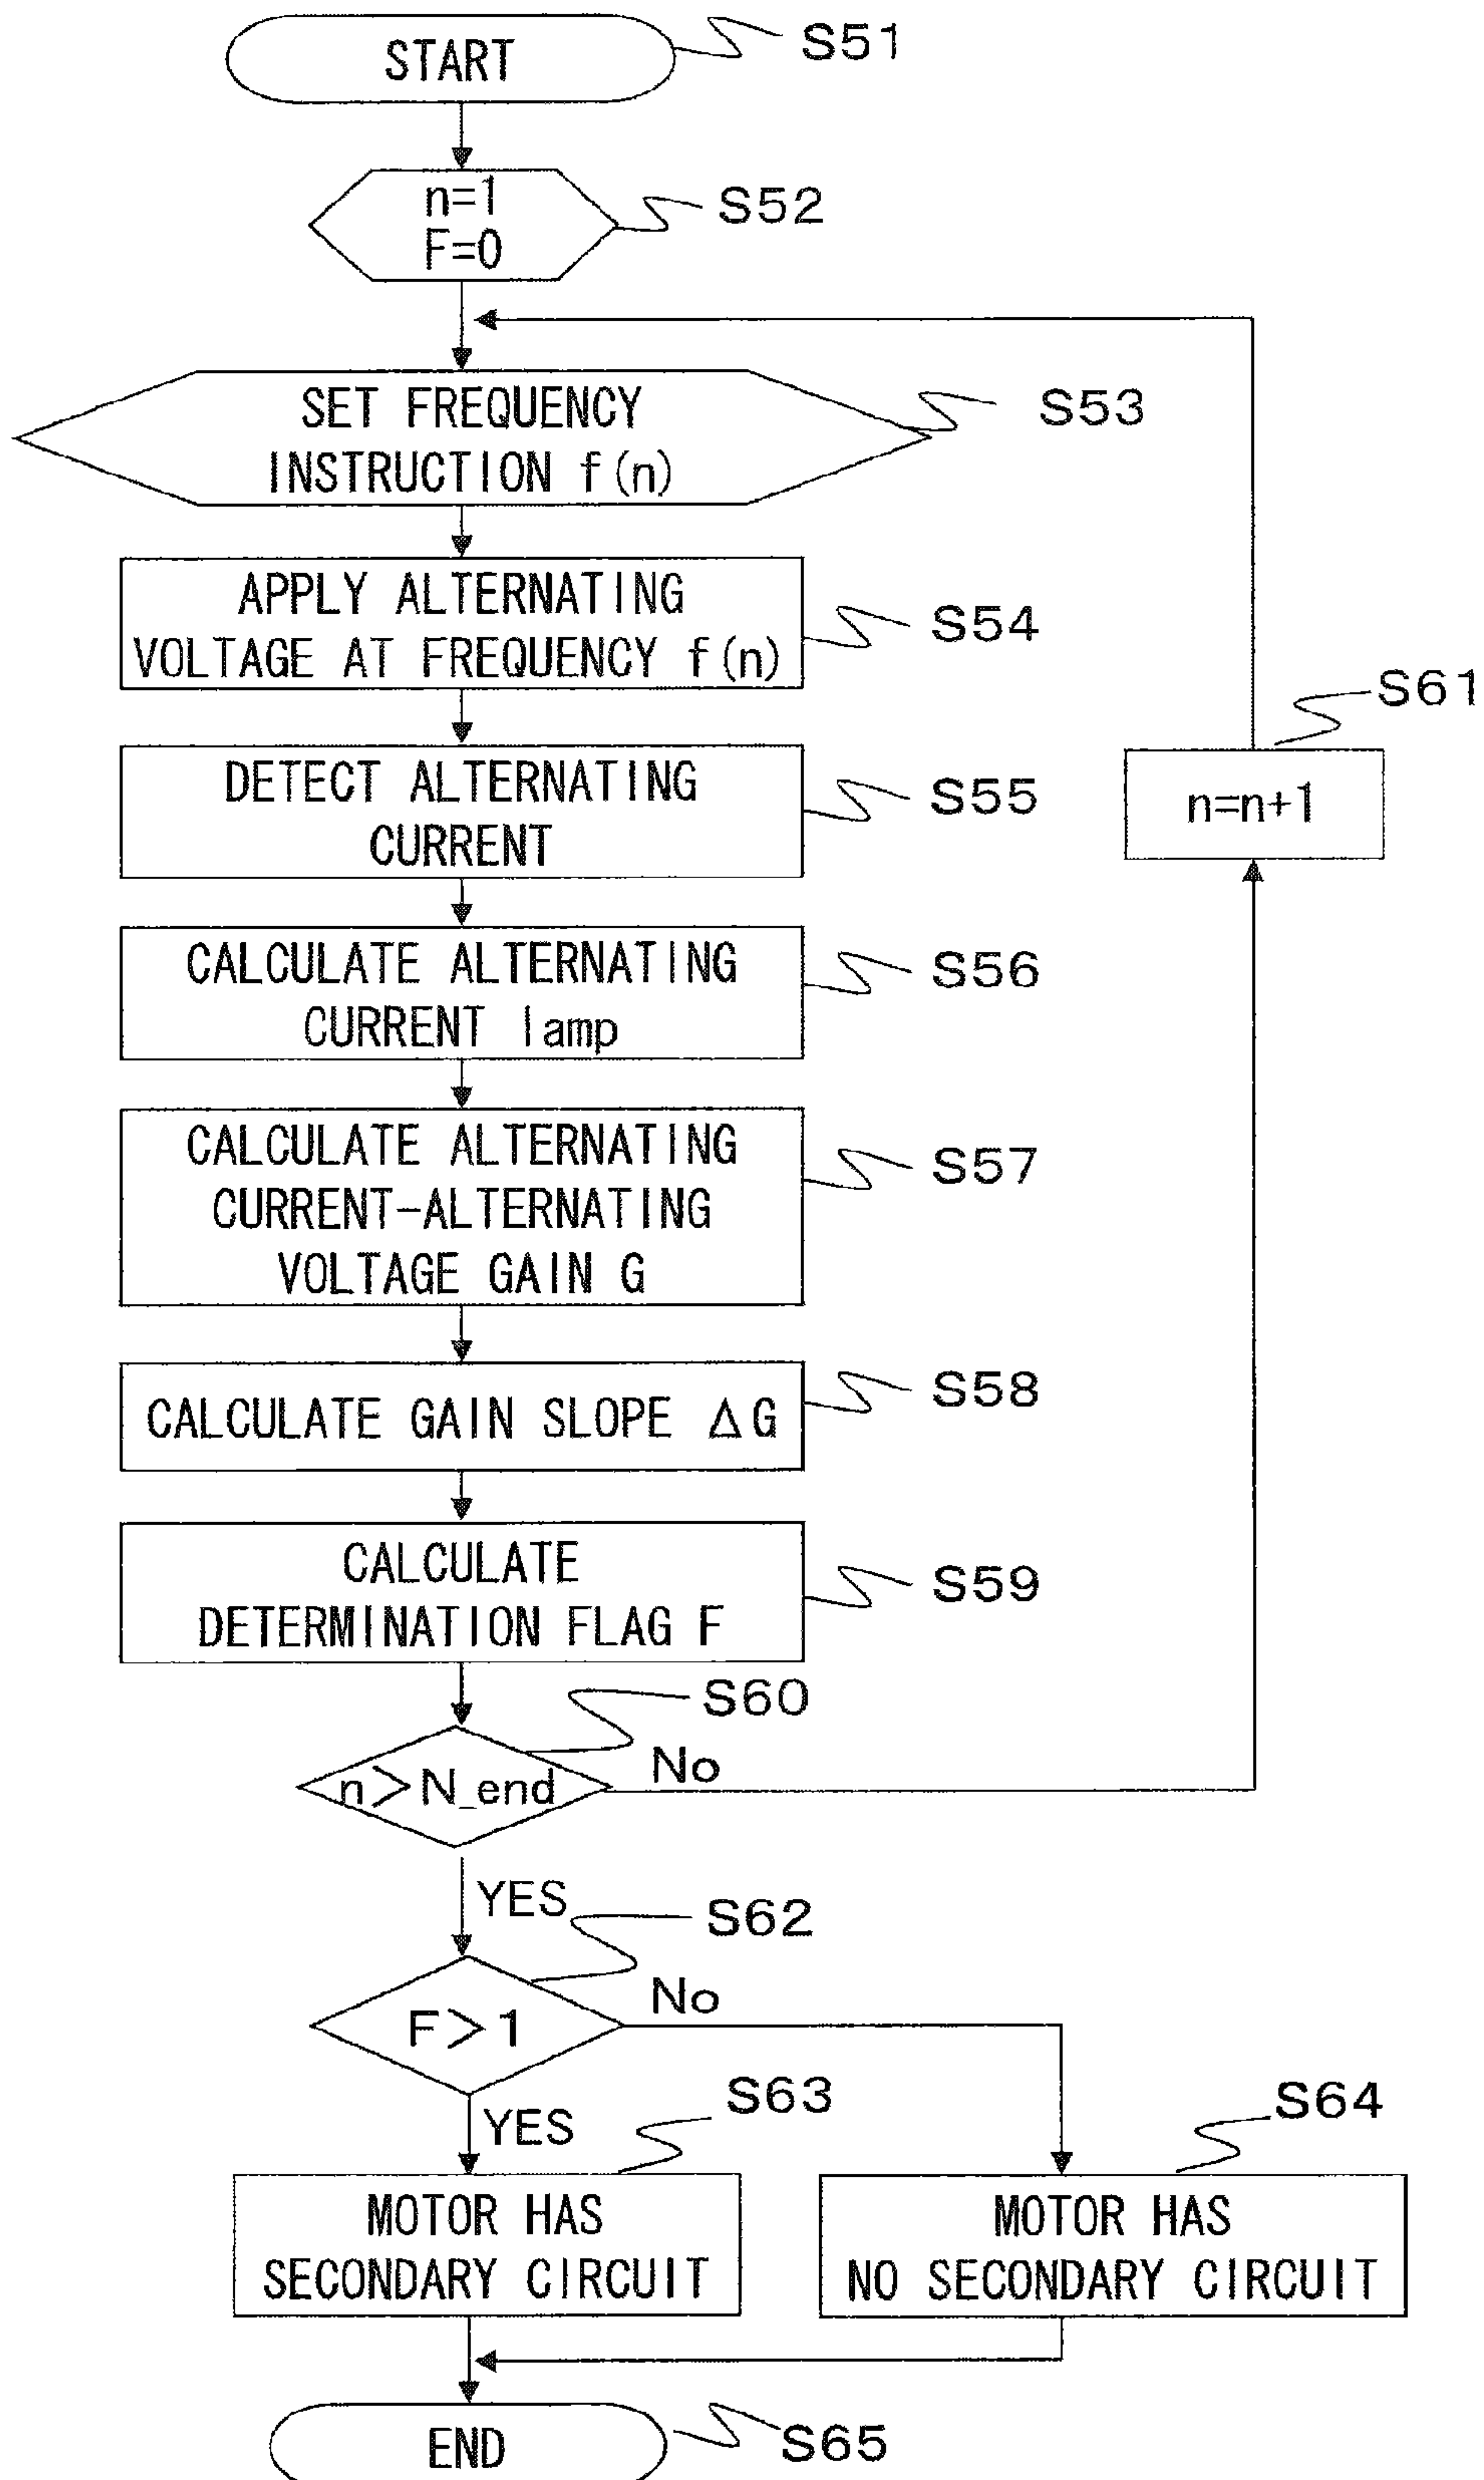 START
S51
n=1
F=0
S52
SET FREQUENCY
INSTRUCTION f(n)
S53
APPLY ALTERNATING
VOLTAGE AT FREQUENCY f(n)
S54
S61
n=n+1
DETECT ALTERNATING
CURRENT
S55
CALCULATE ALTERNATING
CURRENT Iamp
S56
CALCULATE ALTERNATING
CURRENT-ALTERNATING
VOLTAGE GAIN G
S57
CALCULATE GAIN SLOPE ΔG
S58
CALCULATE
DETERMINATION FLAG F
S59
S60
n>N_end
No
YES
S62
F>1
No
YES
S63
S64
MOTOR HAS
SECONDARY CIRCUIT
MOTOR HAS
NO SECONDARY CIRCUIT
END
S65